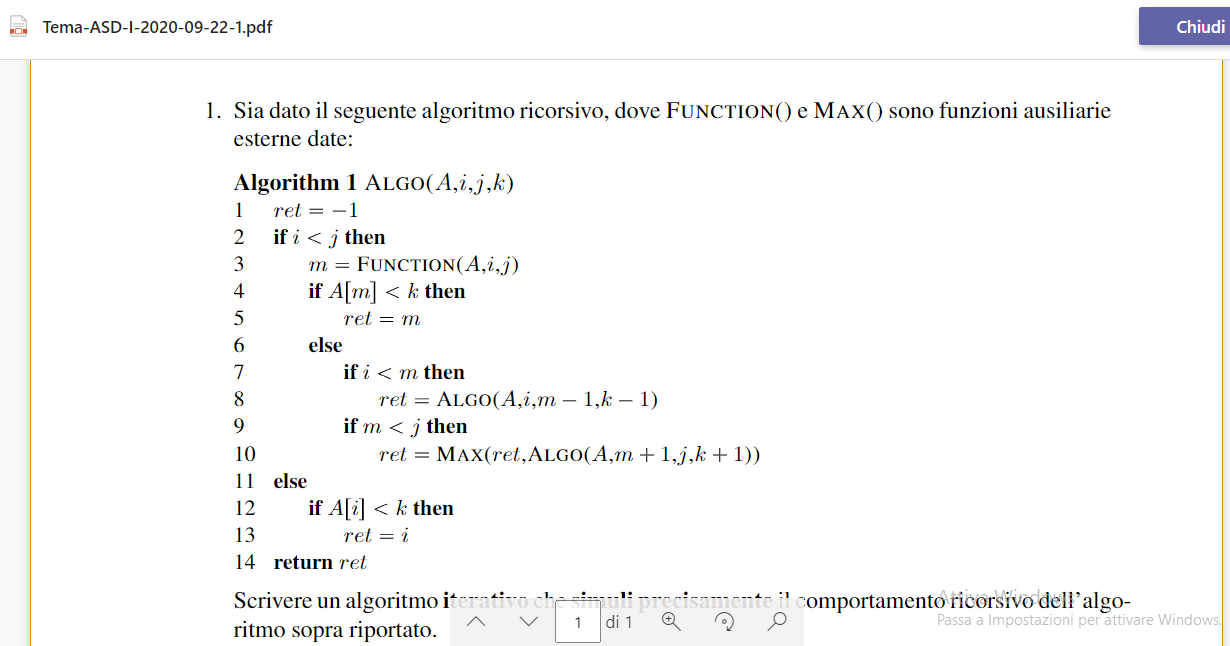 Tema-ASD-I-2020-09-22-1.pdf
Chiudi
1. Sia dato il seguente algoritmo ricorsivo, dove FUNCTION() e MAX() sono funzioni ausiliarie
esterne date:
Algorithm 1 ALGO(A,i,j,k)
1 ret = −1
2 if i < j then
3 m = FUNCTION(A,i,j)
4 if A[m] < k then
5 ret = m
6 else
7 if i < m then
8 ret = ALGO(A,i,m − 1,k − 1)
9 if m < j then
10 ret = MAX(ret,ALGO(A,m + 1,j,k + 1))
11 else
12 if A[i] < k then
13 ret = i
14 return ret
Scrivere un algoritmo iterativo che simuli precisamente il comportamento ricorsivo dell'algo-
ritmo sopra riportato.
1 di 1
Attiva Windows
Passa a Impostazioni per attivare Windows.